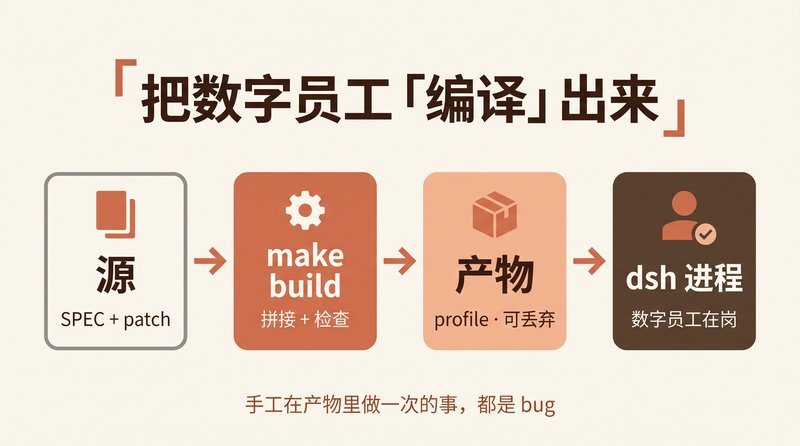 「把数字员工「编译」出来」
源
SPEC + patch
make
build
拼接 + 检查
产物
profile · 可丢弃
dsh 进程
数字员工在岗
手工在产物里做一次的事，都是 bug